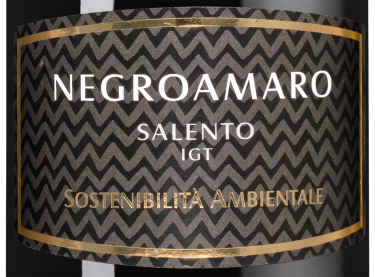 NEGROAMARO
SALENTO
IGT
SOSTENIBILITÀ AMBIENTALE